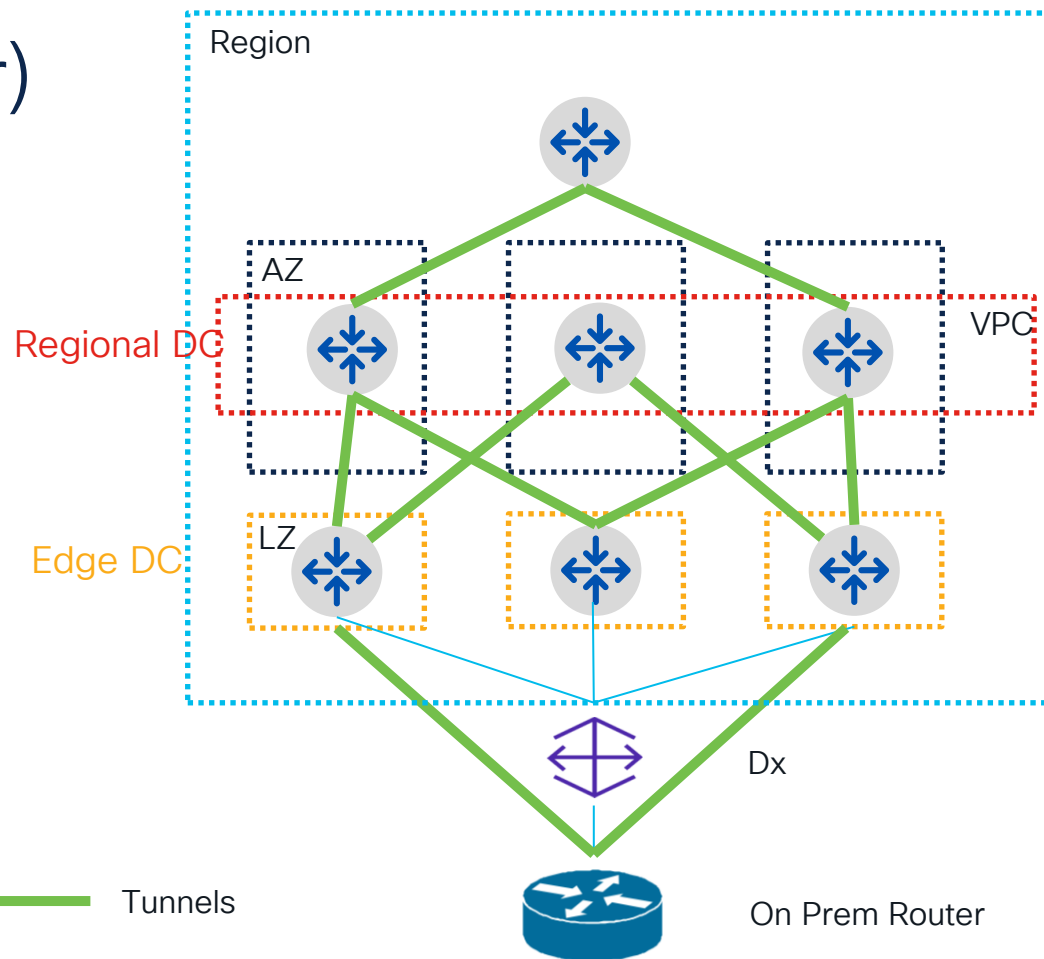 r)
Region
AZ
Regional DC
VPC
LZ
Edge DC
Dx
Tunnels
On Prem Router